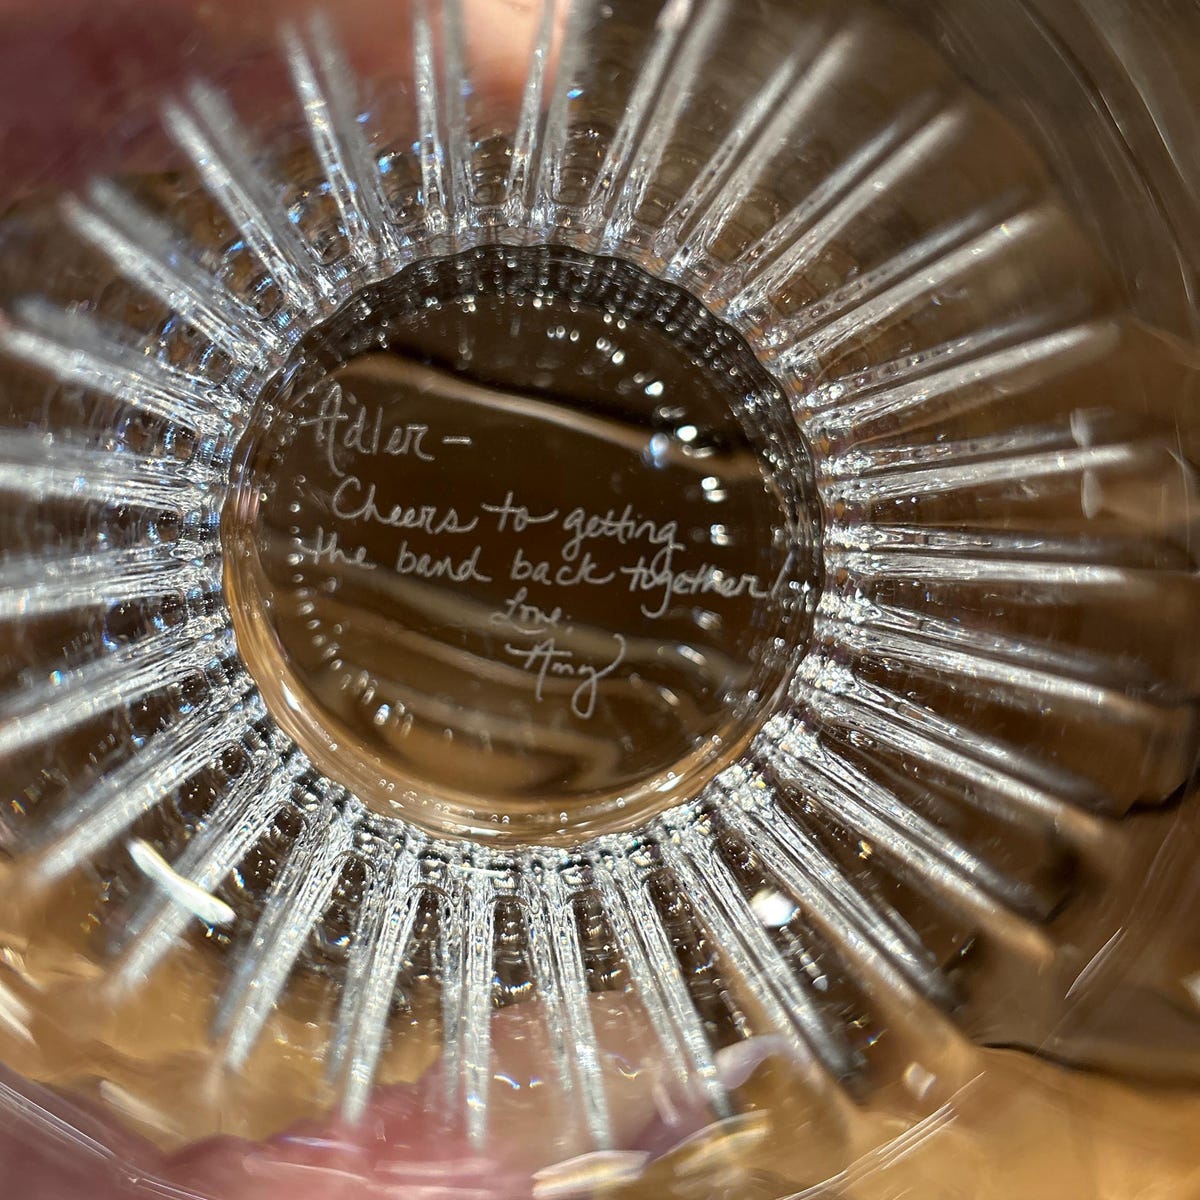 Adler-
Cheers to getting
the band back together!
Love,
Amy